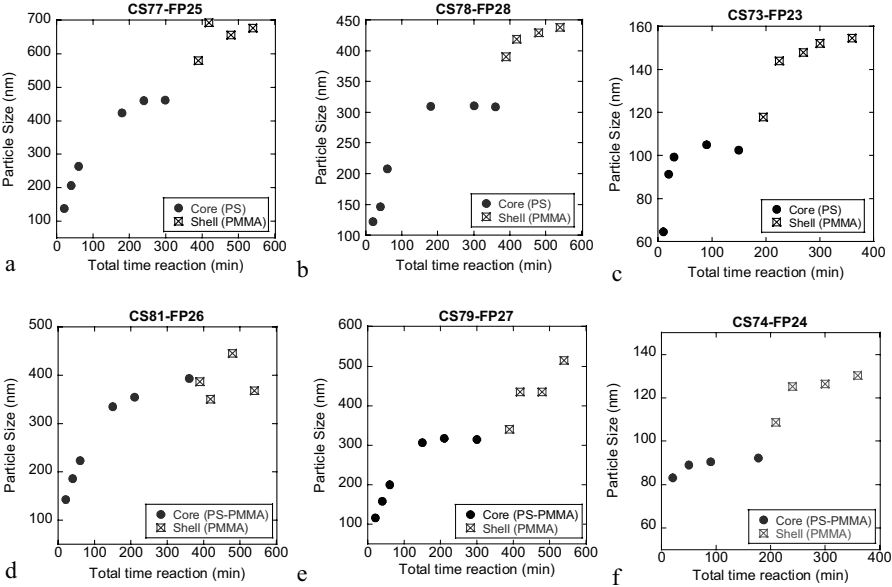 CS77-FP25
700
600
500
400
300
200
100
0 100 200 300 400 500 600
Particle Size (nm)
Total time reaction (min)
Core (PS)
Shell (PMMA)
a
CS78-FP28
450
400
350
300
250
200
150
100
0 100 200 300 400 500 600
Particle Size (nm)
Total time reaction (min)
Core (PS)
Shell (PMMA)
b
CS73-FP23
160
140
120
100
80
60
0 100 200 300 400
Particle Size (nm)
Total time reaction (min)
Core (PS)
Shell (PMMA)
c
CS81-FP26
500
400
300
200
100
0 100 200 300 400 500 600
Particle Size (nm)
Total time reaction (min)
Core (PS-PMMA)
Shell (PMMA)
d
CS79-FP27
600
500
400
300
200
100
0 100 200 300 400 500 600
Particle Size (nm)
Total time reaction (min)
Core (PS-PMMA)
Shell (PMMA)
e
CS74-FP24
140
120
100
80
60
0 100 200 300 400
Particle Size (nm)
Total time reaction (min)
Core (PS-PMMA)
Shell (PMMA)
f